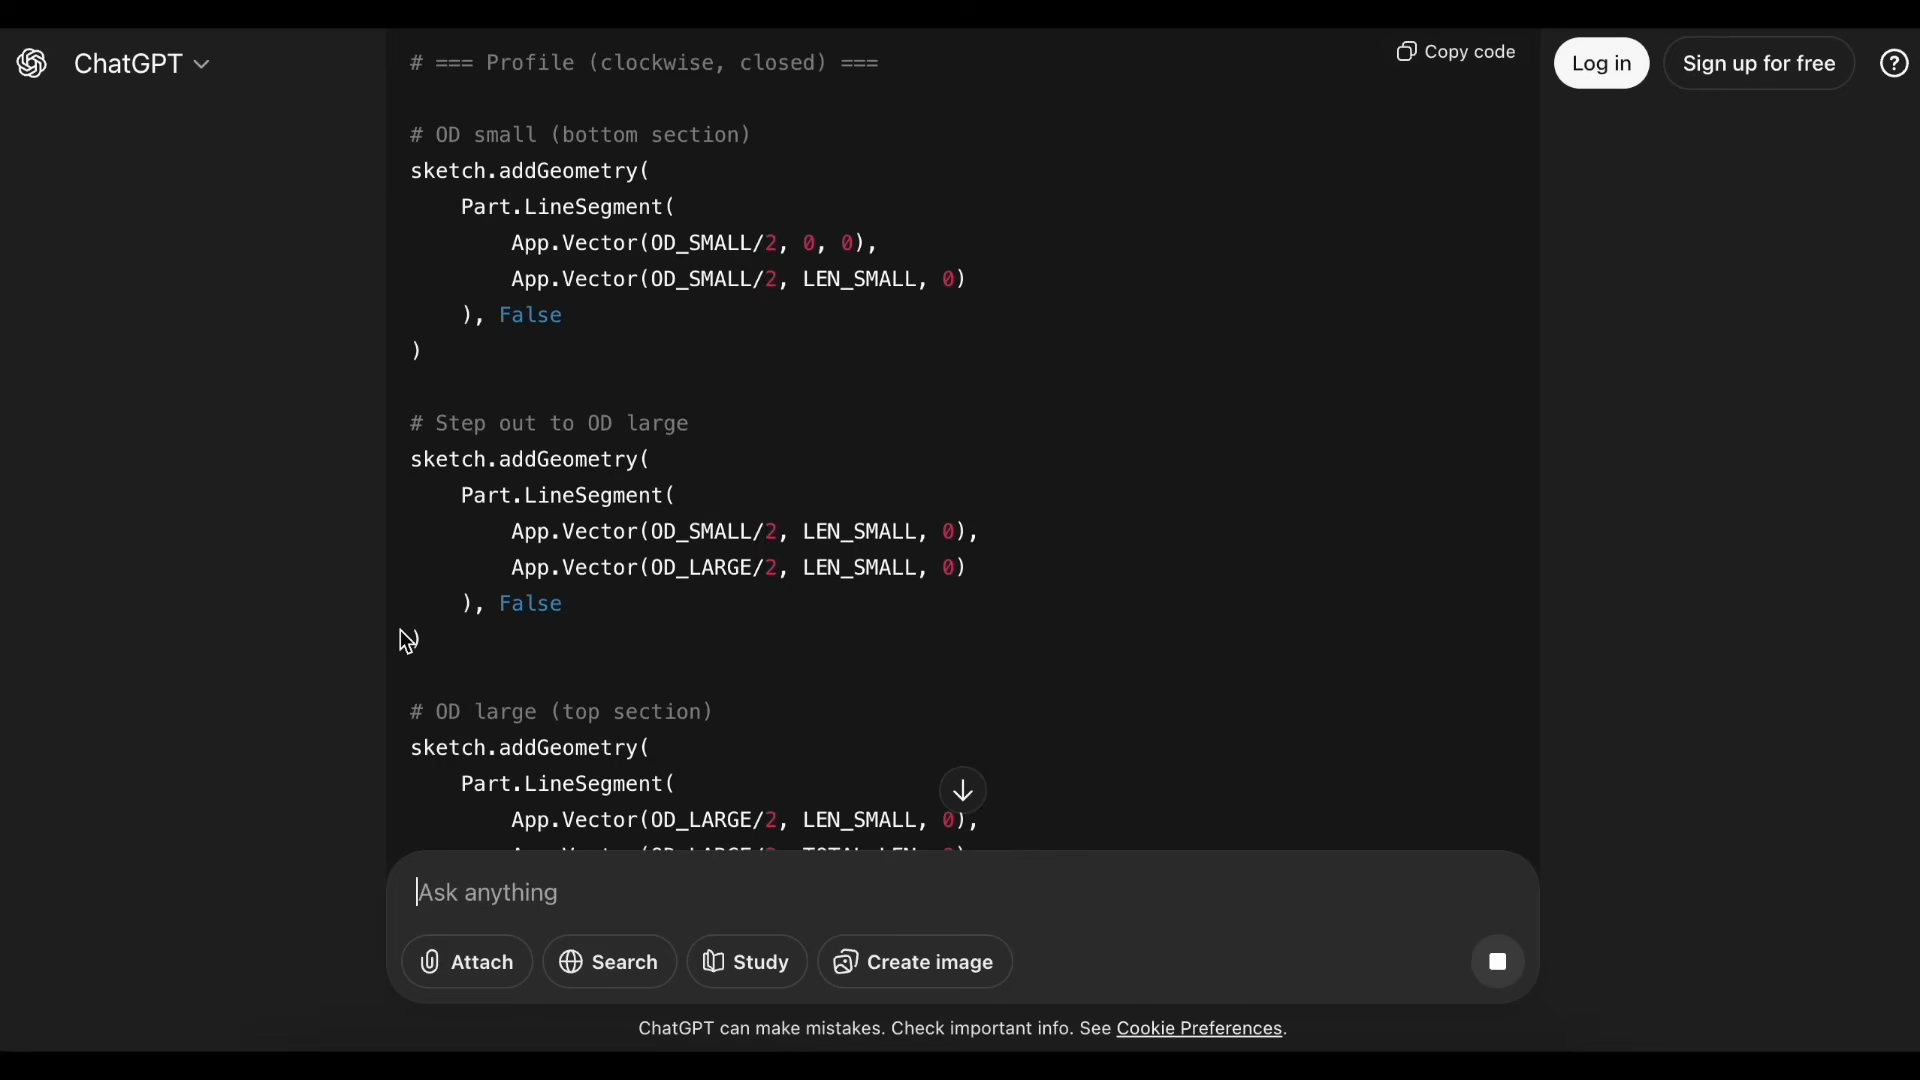 ChatGPT
# === Profile (clockwise, closed) ===
Copy code
Log in
Sign up for free
?
# OD small (bottom section)
sketch.addGeometry(
    Part.LineSegment(
        App.Vector(OD_SMALL/2, 0, 0),
        App.Vector(OD_SMALL/2, LEN_SMALL, 0)
    ), False
)
# Step out to OD large
sketch.addGeometry(
    Part.LineSegment(
        App.Vector(OD_SMALL/2, LEN_SMALL, 0),
        App.Vector(OD_LARGE/2, LEN_SMALL, 0)
    ), False
)
# OD large (top section)
sketch.addGeometry(
    Part.LineSegment(
        App.Vector(OD_LARGE/2, LEN_SMALL, 0),
Ask anything
Attach
Search
Study
Create image
ChatGPT can make mistakes. Check important info. See Cookie Preferences.